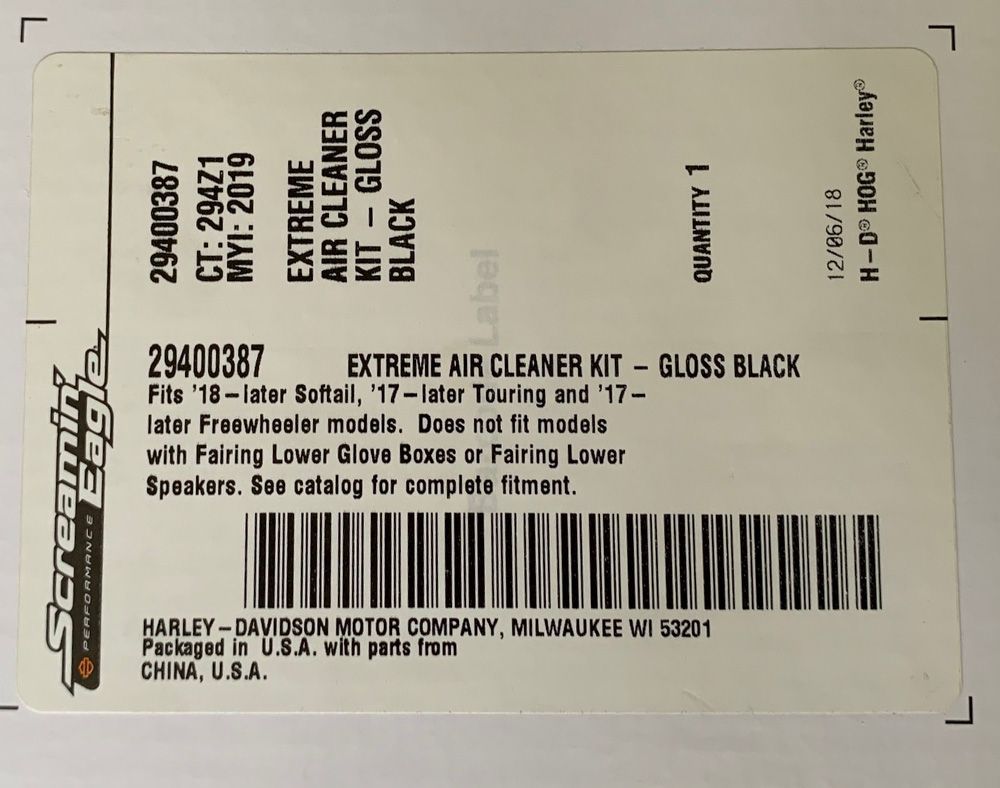 29400387
CT: 294Z1
MYI: 2019
EXTREME
AIR CLEANER
KIT – GLOSS
BLACK
QUANTITY 1
12/06/18
H–D® HOG® Harley®
Screamin'
Eagle
PERFORMANCE
29400387 EXTREME AIR CLEANER KIT – GLOSS BLACK
Fits '18–later Softail, '17–later Touring and '17–
later Freewheeler models. Does not fit models
with Fairing Lower Glove Boxes or Fairing Lower
Speakers. See catalog for complete fitment.
HARLEY–DAVIDSON MOTOR COMPANY, MILWAUKEE WI 53201
Packaged in U.S.A. with parts from
CHINA, U.S.A.
Label